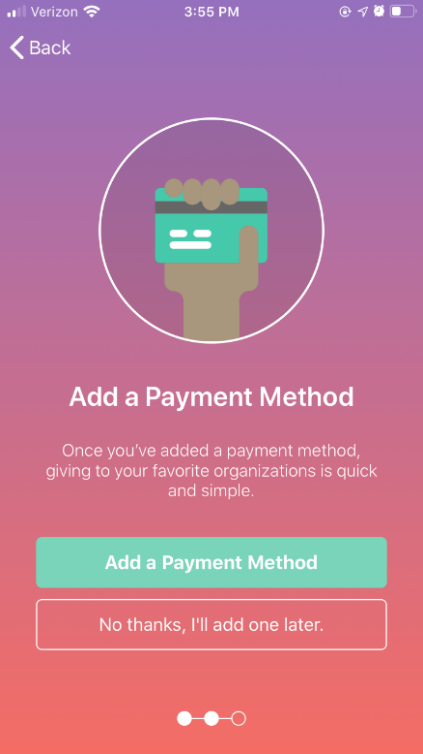 Verizon 3:55 PM
Back
Add a Payment Method
Once you've added a payment method,
giving to your favorite organizations is quick
and simple.
Add a Payment Method
No thanks, I'll add one later.